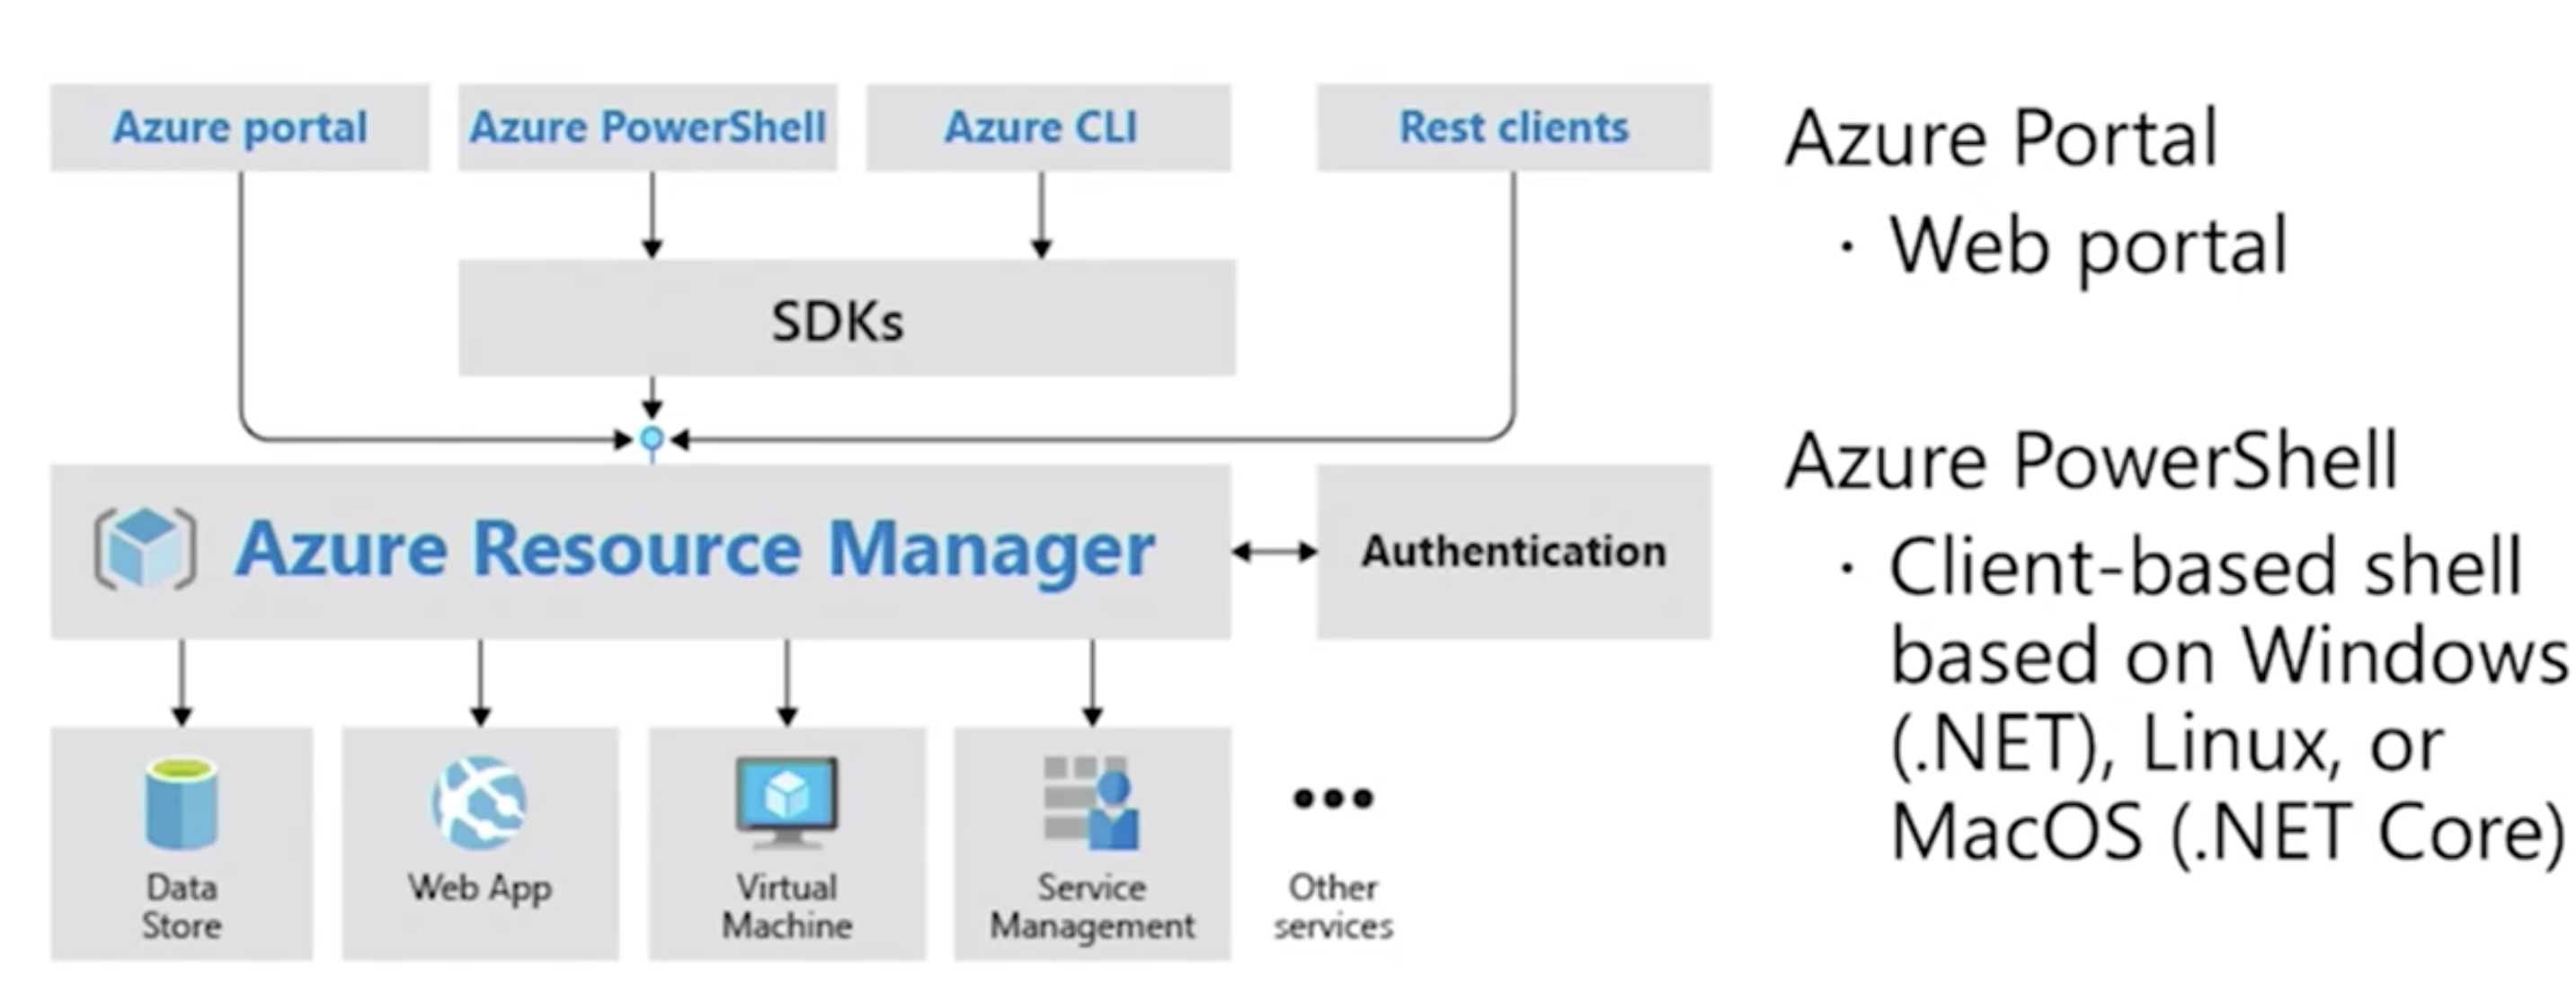 Azure portal
Azure PowerShell
Azure CLI
Rest clients
SDKs
Azure Resource Manager
Authentication
Data
Store
Web App
Virtual
Machine
Service
Management
Other
services
Azure Portal
· Web portal
Azure PowerShell
· Client-based shell
based on Windows
(.NET), Linux, or
MacOS (.NET Core)